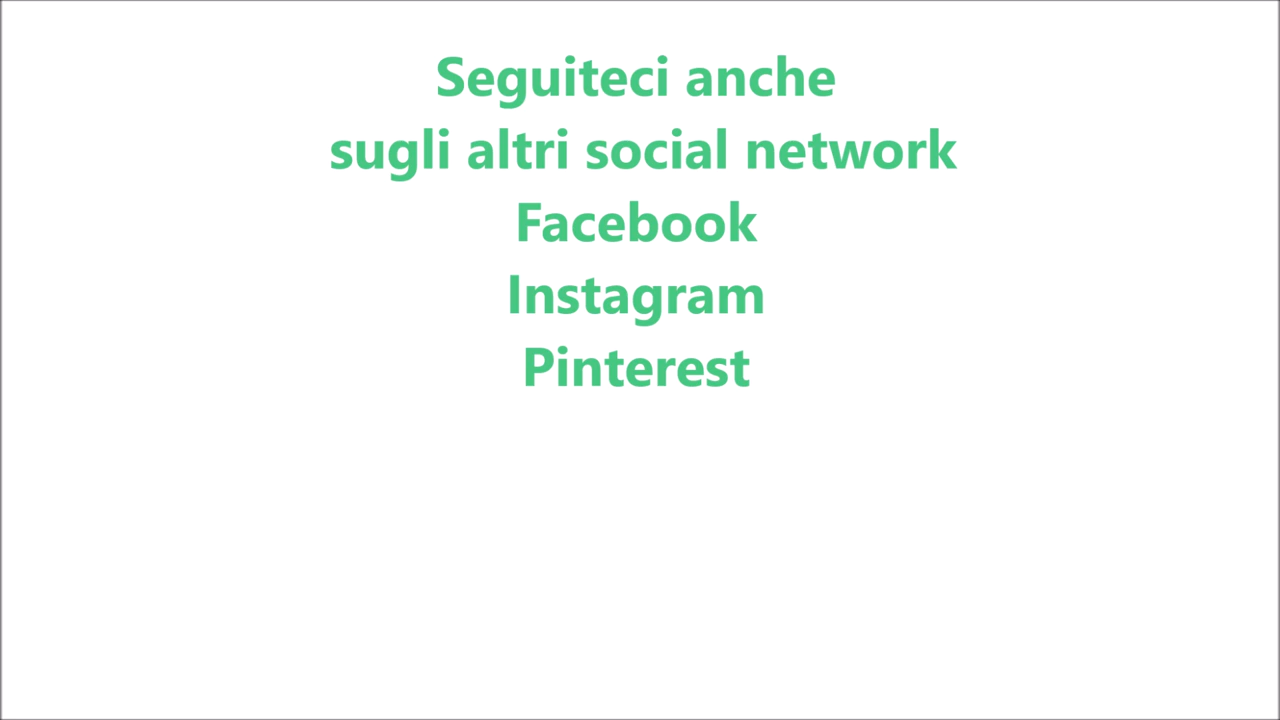 Seguiteci anche
sugli altri social network
Facebook
Instagram
Pinterest